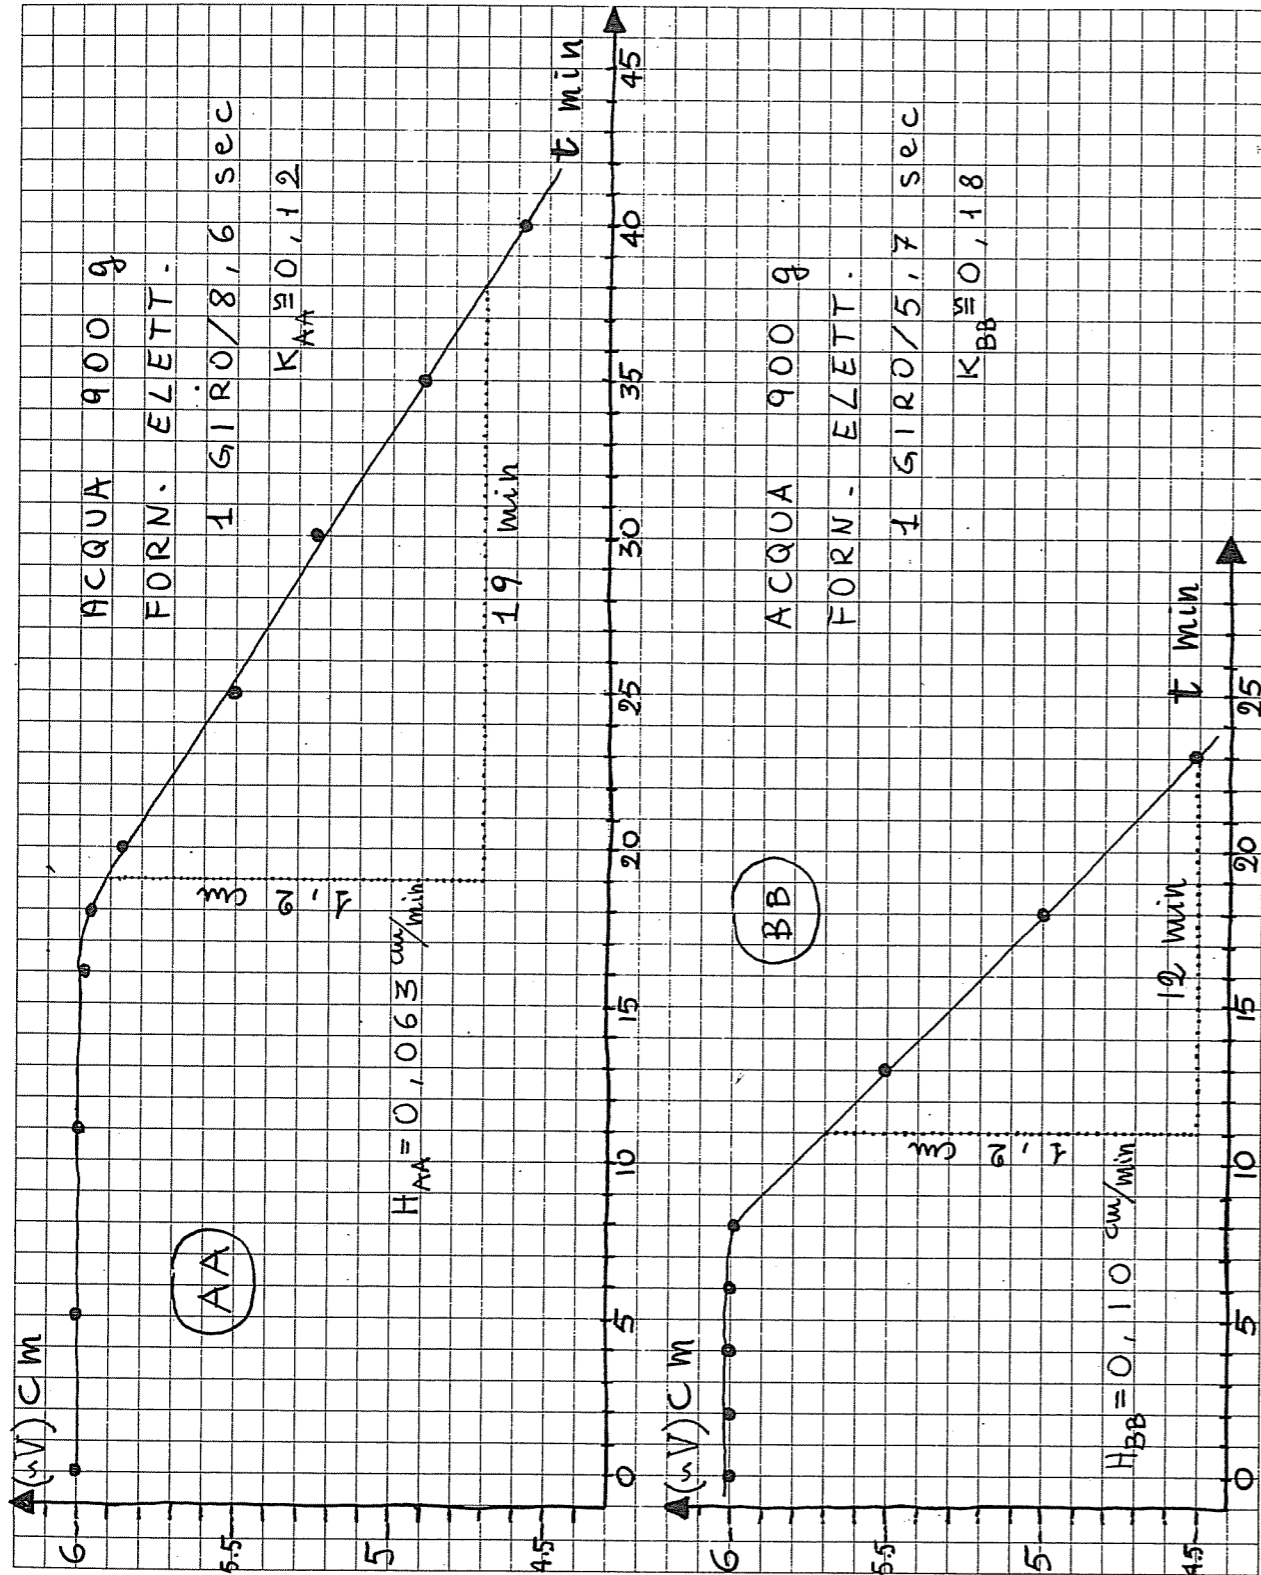 (∼V) cm
6
5.5
5
4.5
AA
ACQUA 900 g
FORN. ELETT.
1 GIRO/8,6 sec
K_AA ≅ 0,12
1,2 cm
19 min
H_AA = 0,063 cm/min
0 5 10 15 20 25 30 35 40 45
t min
(∼V) cm
6
5.5
5
4.5
BB
ACQUA 900 g
FORN. ELETT.
1 GIRO/5,7 sec
K_BB ≅ 0,18
1,2 cm
12 min
H_BB = 0,10 cm/min
0 5 10 15 20 25
t min